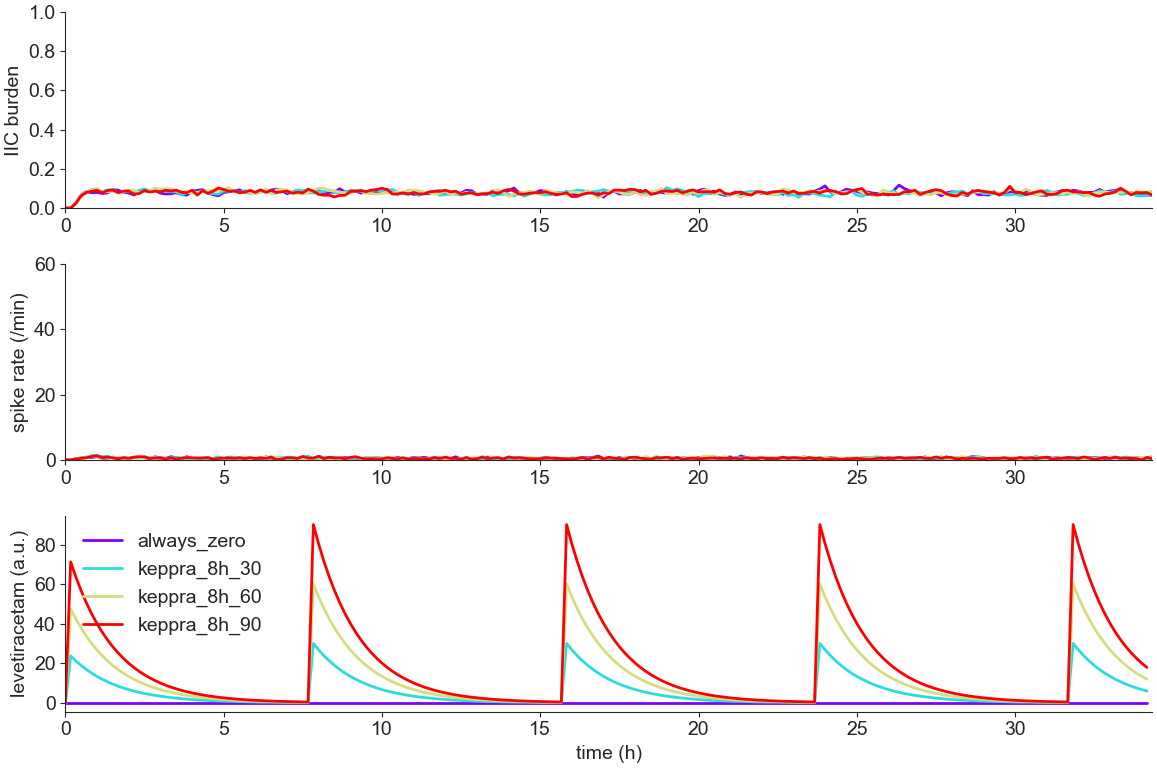 IIC burden
1.0
0.8
0.6
0.4
0.2
0.0
0 5 10 15 20 25 30
spike rate (/min)
60
40
20
0
0 5 10 15 20 25 30
levetiracetam (a.u.)
80
60
40
20
0
always_zero
keppra_8h_30
keppra_8h_60
keppra_8h_90
0 5 10 15 20 25 30
time (h)